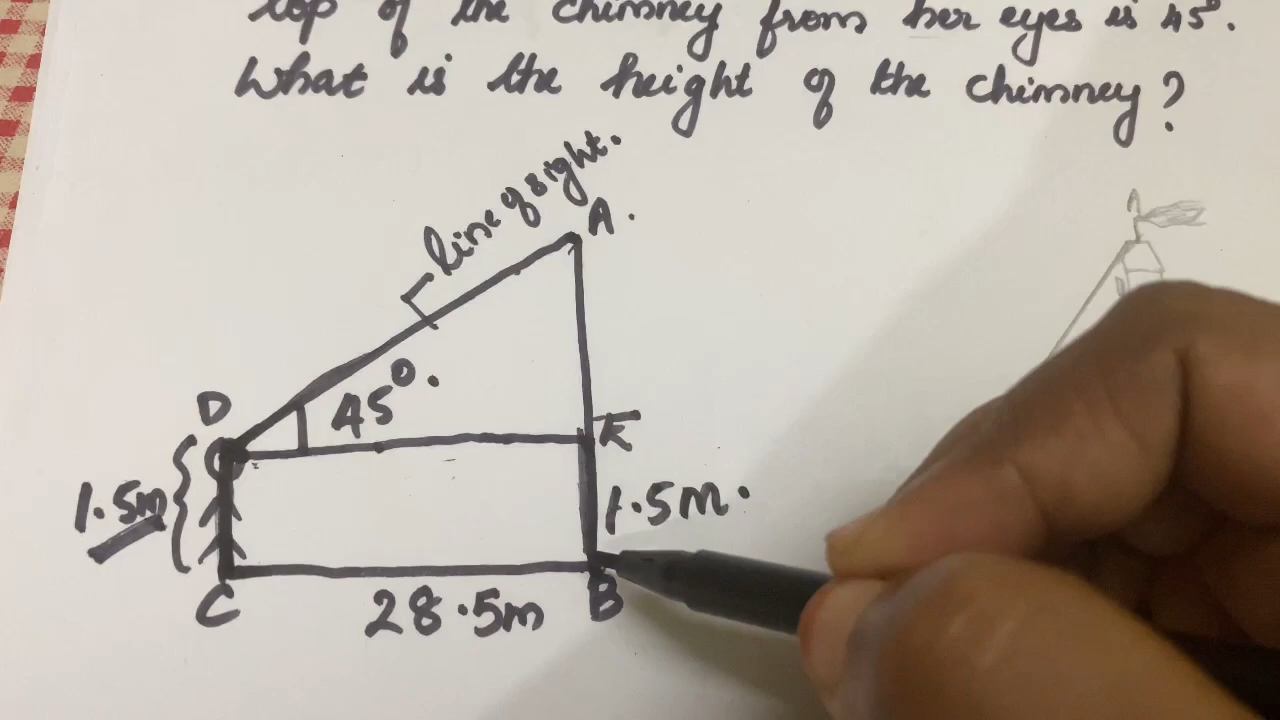 top of the chimney from her eyes is 45°.
What is the height of the chimney?
line of sight.
A.
D
45°.
E
1.5m
1.5m.
C
28.5m
B